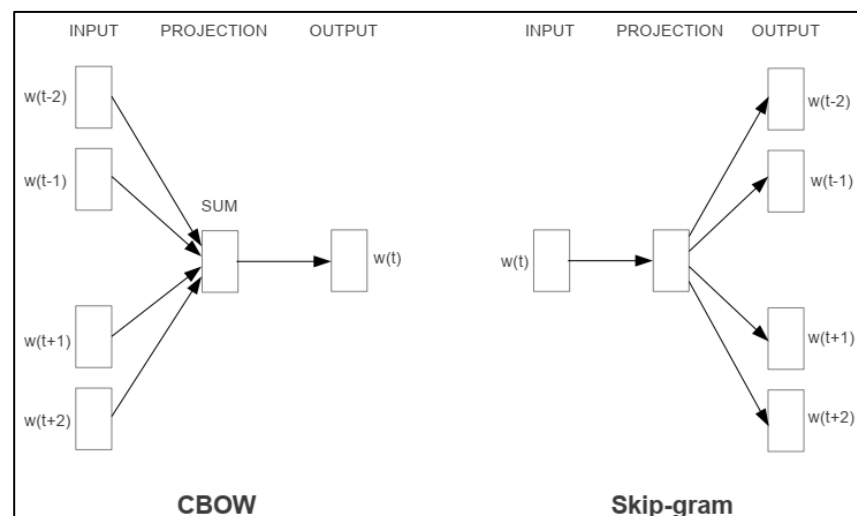 INPUT PROJECTION OUTPUT
w(t-2)
w(t-1)
SUM
w(t)
w(t+1)
w(t+2)
CBOW
INPUT PROJECTION OUTPUT
w(t-2)
w(t-1)
w(t)
w(t+1)
w(t+2)
Skip-gram